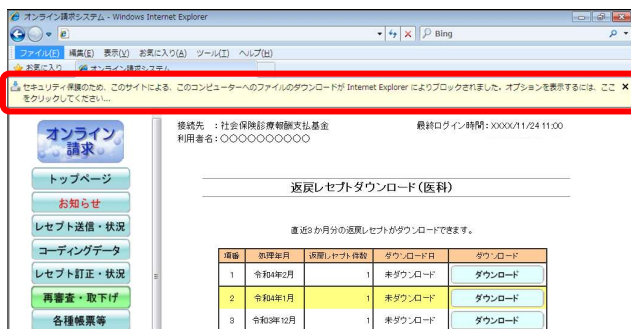 オンライン請求システム - Windows Internet Explorer
Bing
ファイル(F) 編集(E) 表示(V) お気に入り(A) ツール(T) ヘルプ(H)
お気に入り オンライン請求システム
セキュリティ保護のため、このサイトによる、このコンピューターへのファイルのダウンロードが Internet Explorer によりブロックされました。オプションを表示するには、ここ
をクリックしてください...
オンライン
請求
接続先 :社会保険診療報酬支払基金 最終ログイン時間:XXXX/11/24 11:00
利用者名:○○○○○○○○○○
トップページ
返戻レセプトダウンロード(医科)
お知らせ
レセプト送信・状況
直近3か月分の返戻レセプトがダウンロードできます。
コーディングデータ
項番 処理年月 返戻レセプト件数 ダウンロード日 ダウンロード
レセプト訂正・状況
1 令和4年2月 1 未ダウンロード ダウンロード
再審査・取下げ
2 令和4年1月 1 未ダウンロード ダウンロード
各種帳票等
3 令和3年12月 1 未ダウンロード ダウンロード